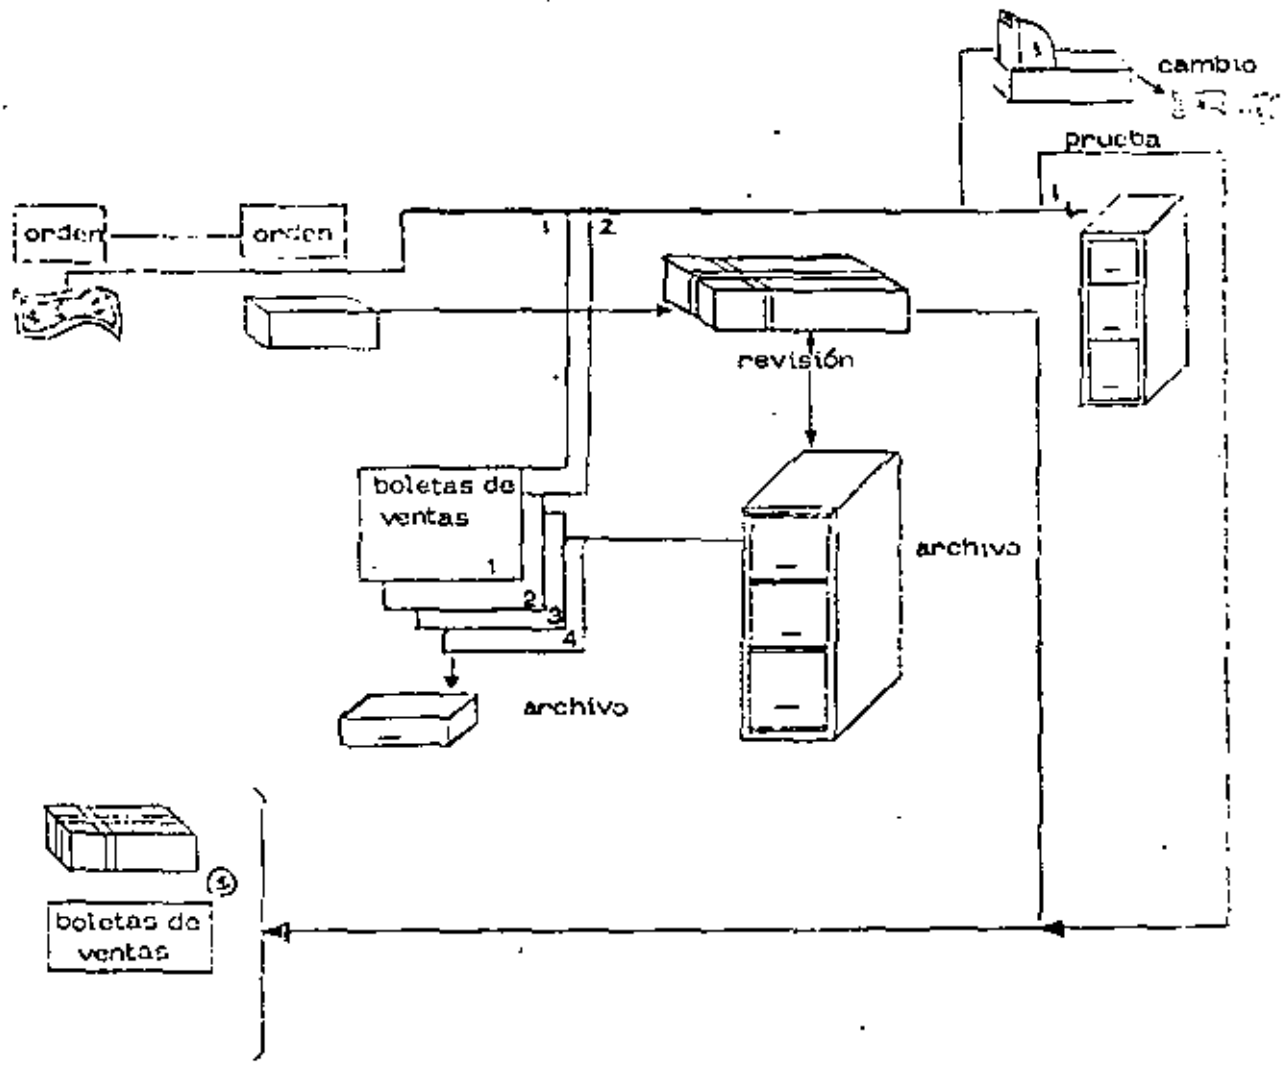 cambio
prueba
1
orden
orden
1
2
revisión
boletas de
ventas
1
2
3
4
archivo
archivo
boletas de
ventas